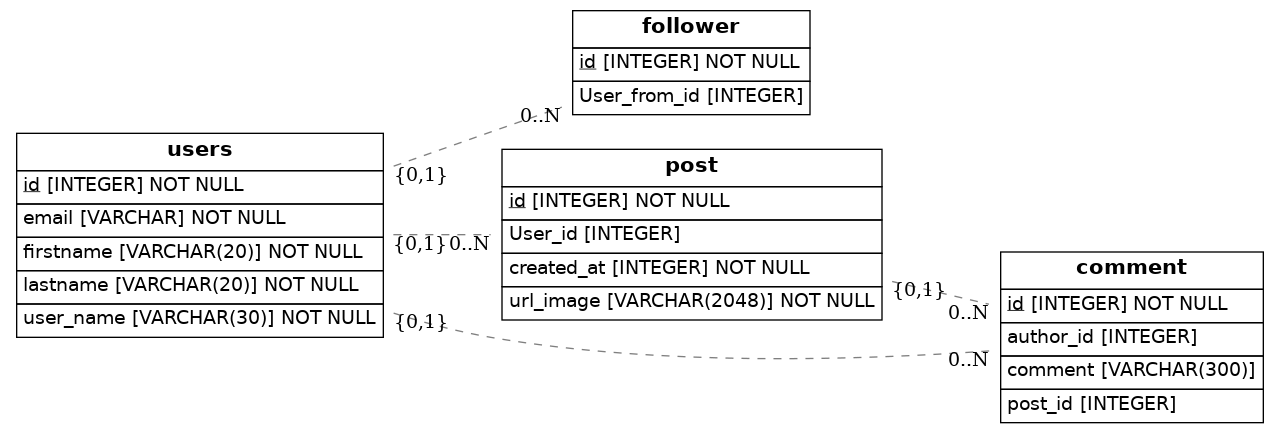 follower
id [INTEGER] NOT NULL
User_from_id [INTEGER]
0..N
{0,1}
users
id [INTEGER] NOT NULL
email [VARCHAR] NOT NULL
firstname [VARCHAR(20)] NOT NULL
lastname [VARCHAR(20)] NOT NULL
user_name [VARCHAR(30)] NOT NULL
{0,1}
0..N
post
id [INTEGER] NOT NULL
User_id [INTEGER]
created_at [INTEGER] NOT NULL
url_image [VARCHAR(2048)] NOT NULL
{0,1}
0..N
{0,1}
0..N
comment
id [INTEGER] NOT NULL
author_id [INTEGER]
comment [VARCHAR(300)]
post_id [INTEGER]